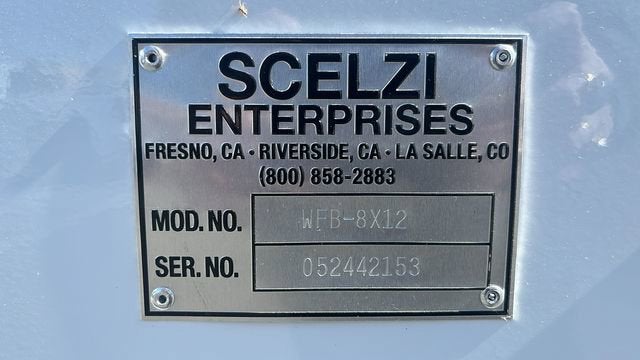 SCELZI
ENTERPRISES
FRESNO, CA • RIVERSIDE, CA • LA SALLE, CO
(800) 858-2883
MOD. NO. WFB-8X12
SER. NO. 052442153